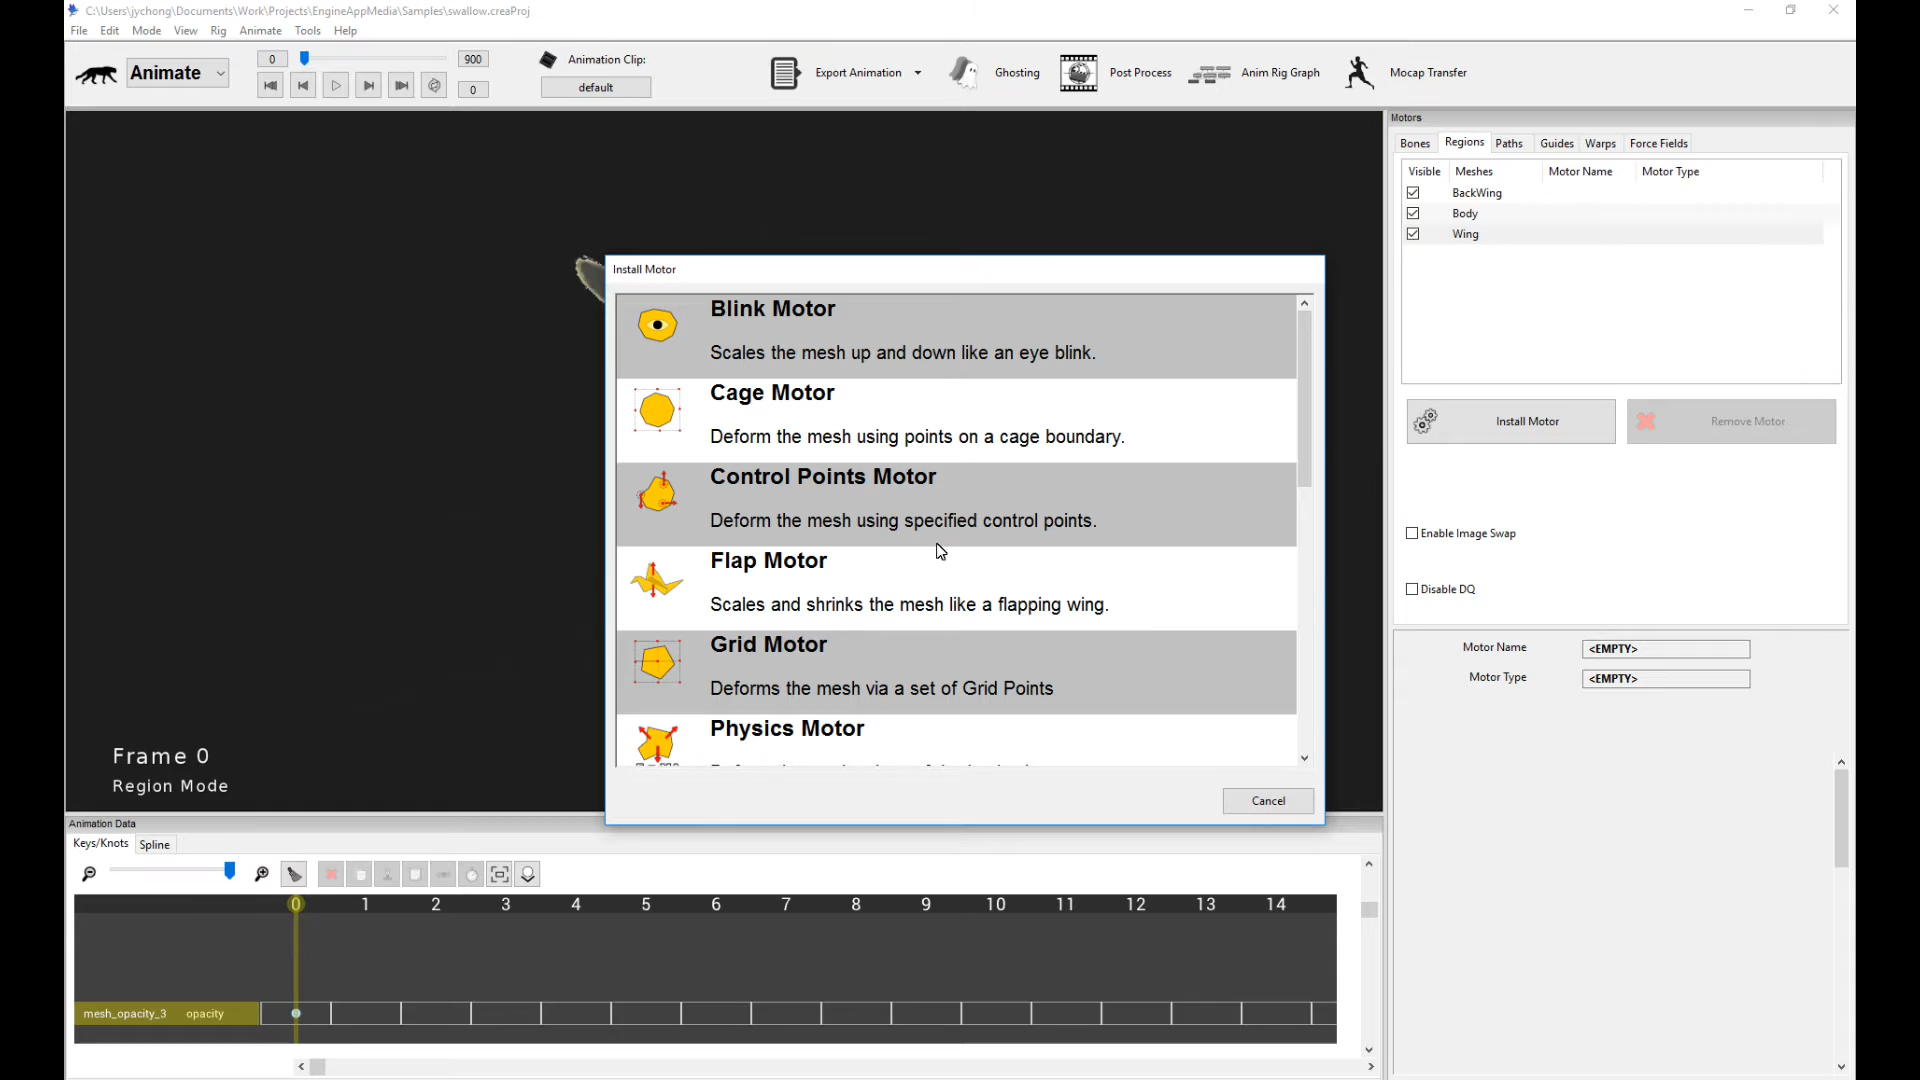 C:\Users\jychong\Documents\Work\Projects\EngineAppMedia\Samples\swallow.creaProj
File Edit Mode View Rig Animate Tools Help
Animate
0
900
0
Animation Clip:
default
Export Animation
Ghosting
Post Process
Anim Rig Graph
Mocap Transfer
Motors
Bones Regions Paths Guides Warps Force Fields
Visible Meshes Motor Name Motor Type
BackWing
Body
Wing
Install Motor
Remove Motor
Enable Image Swap
Disable DQ
Motor Name <EMPTY>
Motor Type <EMPTY>
Install Motor
Blink Motor
Scales the mesh up and down like an eye blink.
Cage Motor
Deform the mesh using points on a cage boundary.
Control Points Motor
Deform the mesh using specified control points.
Flap Motor
Scales and shrinks the mesh like a flapping wing.
Grid Motor
Deforms the mesh via a set of Grid Points
Physics Motor
Cancel
Frame 0
Region Mode
Animation Data
Keys/Knots Spline
0 1 2 3 4 5 6 7 8 9 10 11 12 13 14
mesh_opacity_3 opacity